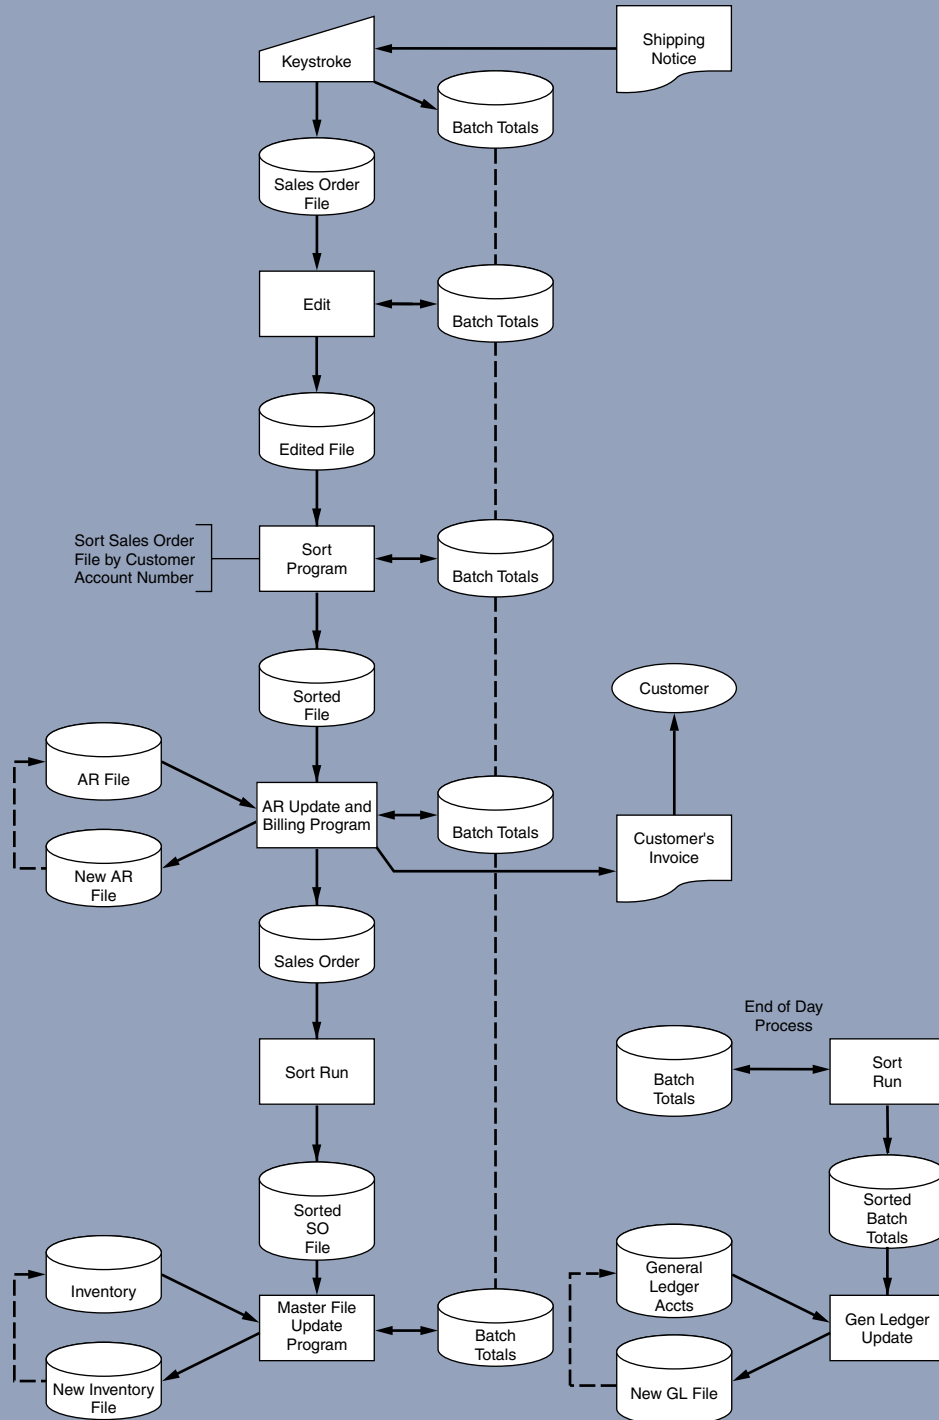 Shipping
Notice
Keystroke
Batch Totals
Sales Order
File
Edit
Batch Totals
Edited File
Sort Sales Order
File by Customer
Account Number
Sort
Program
Batch Totals
Sorted
File
Customer
AR File
AR Update and
Billing Program
Batch Totals
Customer's
Invoice
New AR
File
Sales Order
End of Day
Process
Sort Run
Batch
Totals
Sort
Run
Sorted
SO
File
Sorted
Batch
Totals
Inventory
General
Ledger
Accts
Master File
Update
Program
Batch
Totals
Gen Ledger
Update
New Inventory
File
New GL File